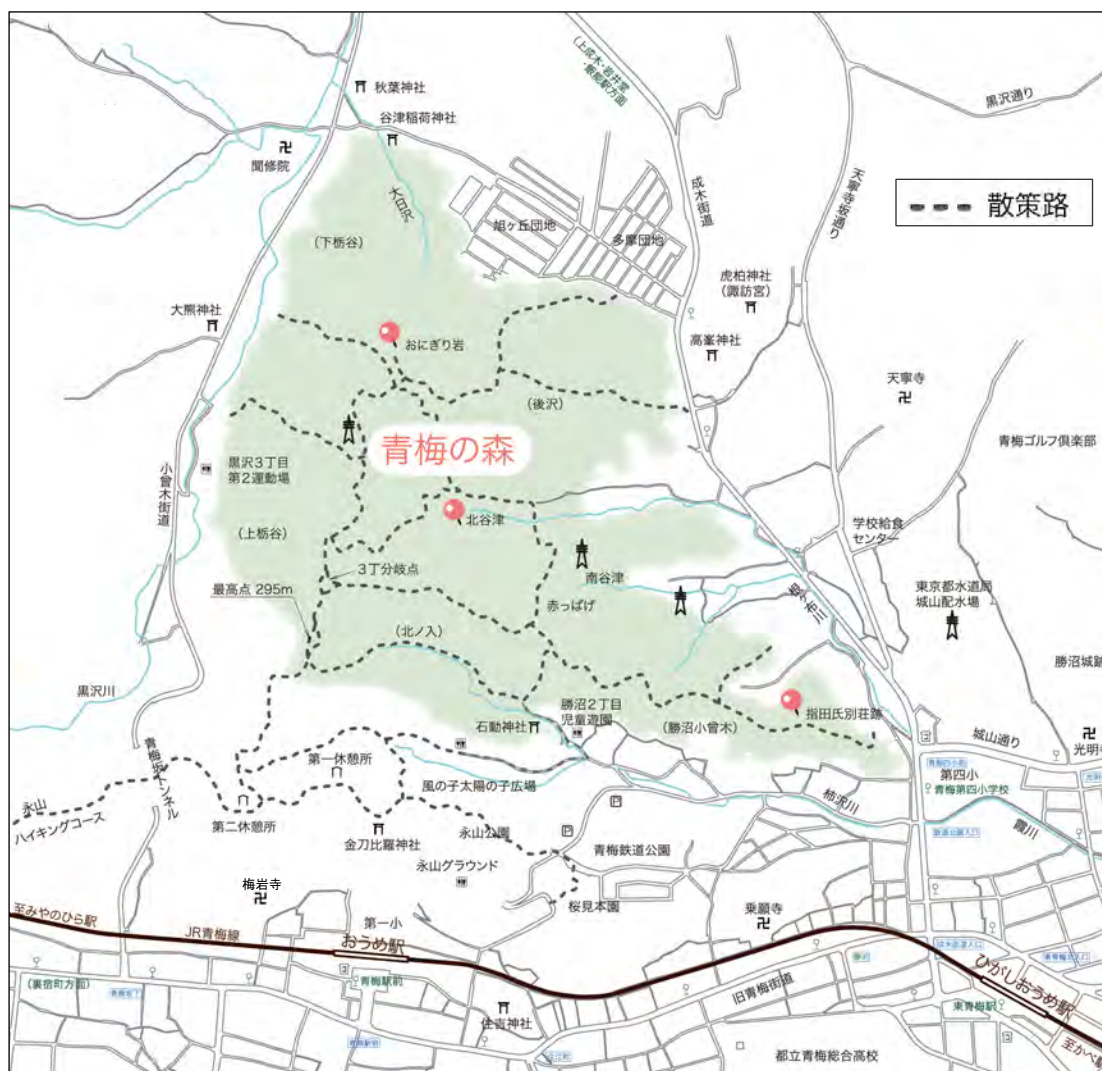 秋葉神社
谷津稲荷神社
聞修院
大白沢
(上成木・岩井堂
・飯能駅方面
黒沢通り
成木街道
天寧寺坂通り
散策路
旭ヶ丘団地
多摩団地
(下栃谷)
虎柏神社
(諏訪宮)
大熊神社
おにぎり岩
高峯神社
天寧寺
(後沢)
青梅の森
青梅ゴルフ倶楽部
黒沢3丁目
第2運動場
小曾木街道
北谷津
学校給食
センター
(上栃谷)
3丁分岐点
南谷津
最高点 295m
赤っぱげ
東京都水道局
城山配水場
(北ノ入)
勝沼城跡
黒沢川
勝沼2丁目
児童遊園
指田氏別荘跡
石動神社
(勝沼小曾木)
城山通り
光明寺
青梅坂トンネル
第一休憩所
風の子太陽の子広場
第四小
青梅第四小学校
柿沢川
霞川
永山
ハイキングコース
第二休憩所
金刀比羅神社
永山公園
P
P
青梅鉄道公園
永山グラウンド
梅岩寺
桜見本園
乗願寺
至みやのひら駅
JR青梅線
第一小
おうめ駅
ひがしおうめ駅
青梅駅前
旧青梅街道
東青梅駅
(裏宿町方面)
住吉神社
都立青梅総合高校
至かべ駅